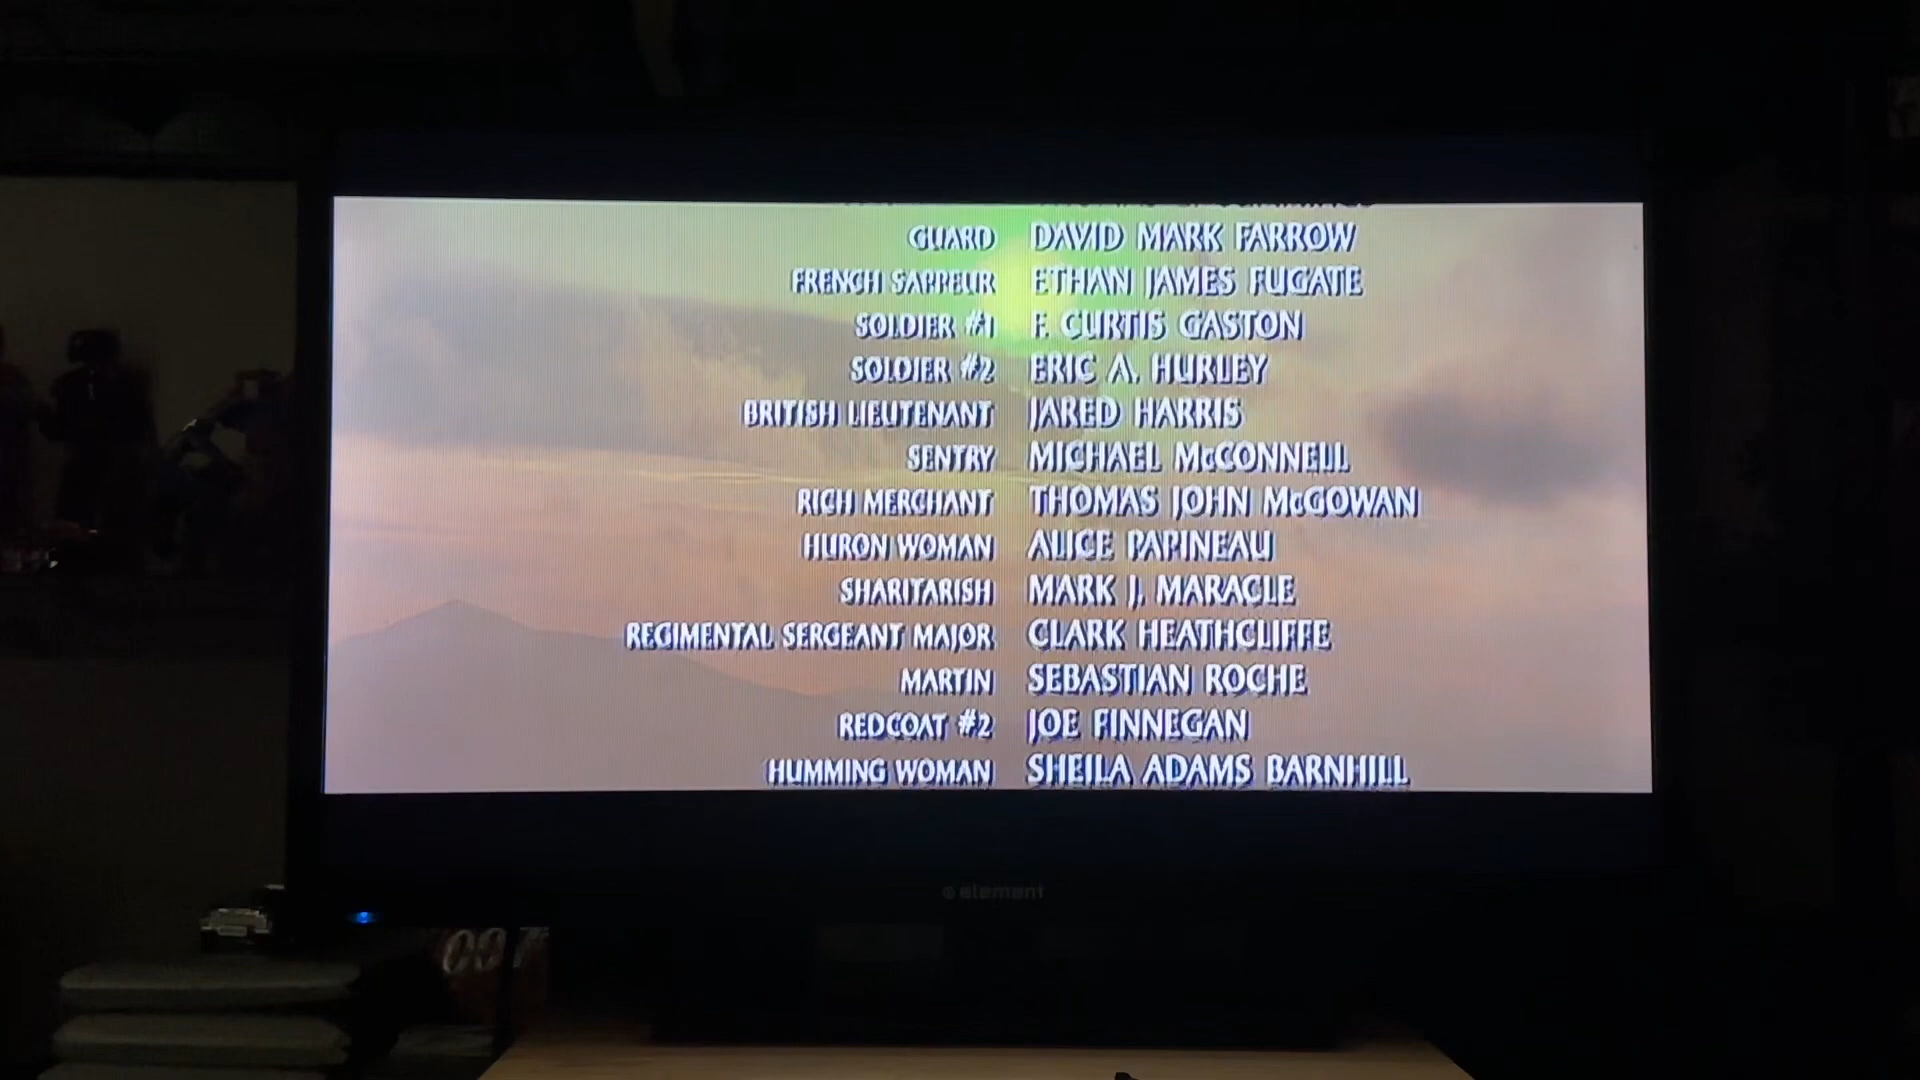 GUARD DAVID MARK FARROW
FRENCH SAPPEUR ETHAN JAMES FUGATE
SOLDIER #1 F. CURTIS GASTON
SOLDIER #2 ERIC A. HURLEY
BRITISH LIEUTENANT JARED HARRIS
SENTRY MICHAEL McCONNELL
RICH MERCHANT THOMAS JOHN McGOWAN
HURON WOMAN ALICE PAPINEAU
SHARITARISH MARK J. MARACLE
REGIMENTAL SERGEANT MAJOR CLARK HEATHCLIFFE
MARTIN SEBASTIAN ROCHE
REDCOAT #2 JOE FINNEGAN
HUMMING WOMAN SHEILA ADAMS BARNHILL
element